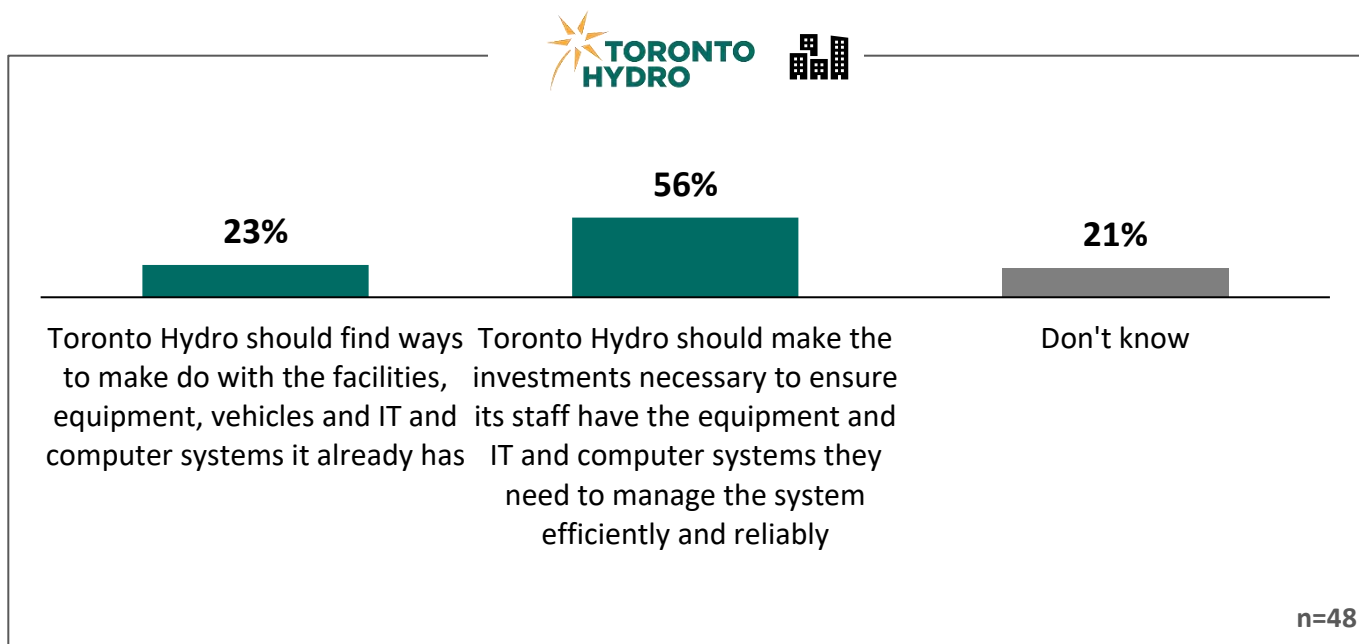 TORONTO
HYDRO
23%
56%
21%
Toronto Hydro should find ways
to make do with the facilities,
equipment, vehicles and IT and
computer systems it already has
Toronto Hydro should make the
investments necessary to ensure
its staff have the equipment and
IT and computer systems they
need to manage the system
efficiently and reliably
Don't know
n=48